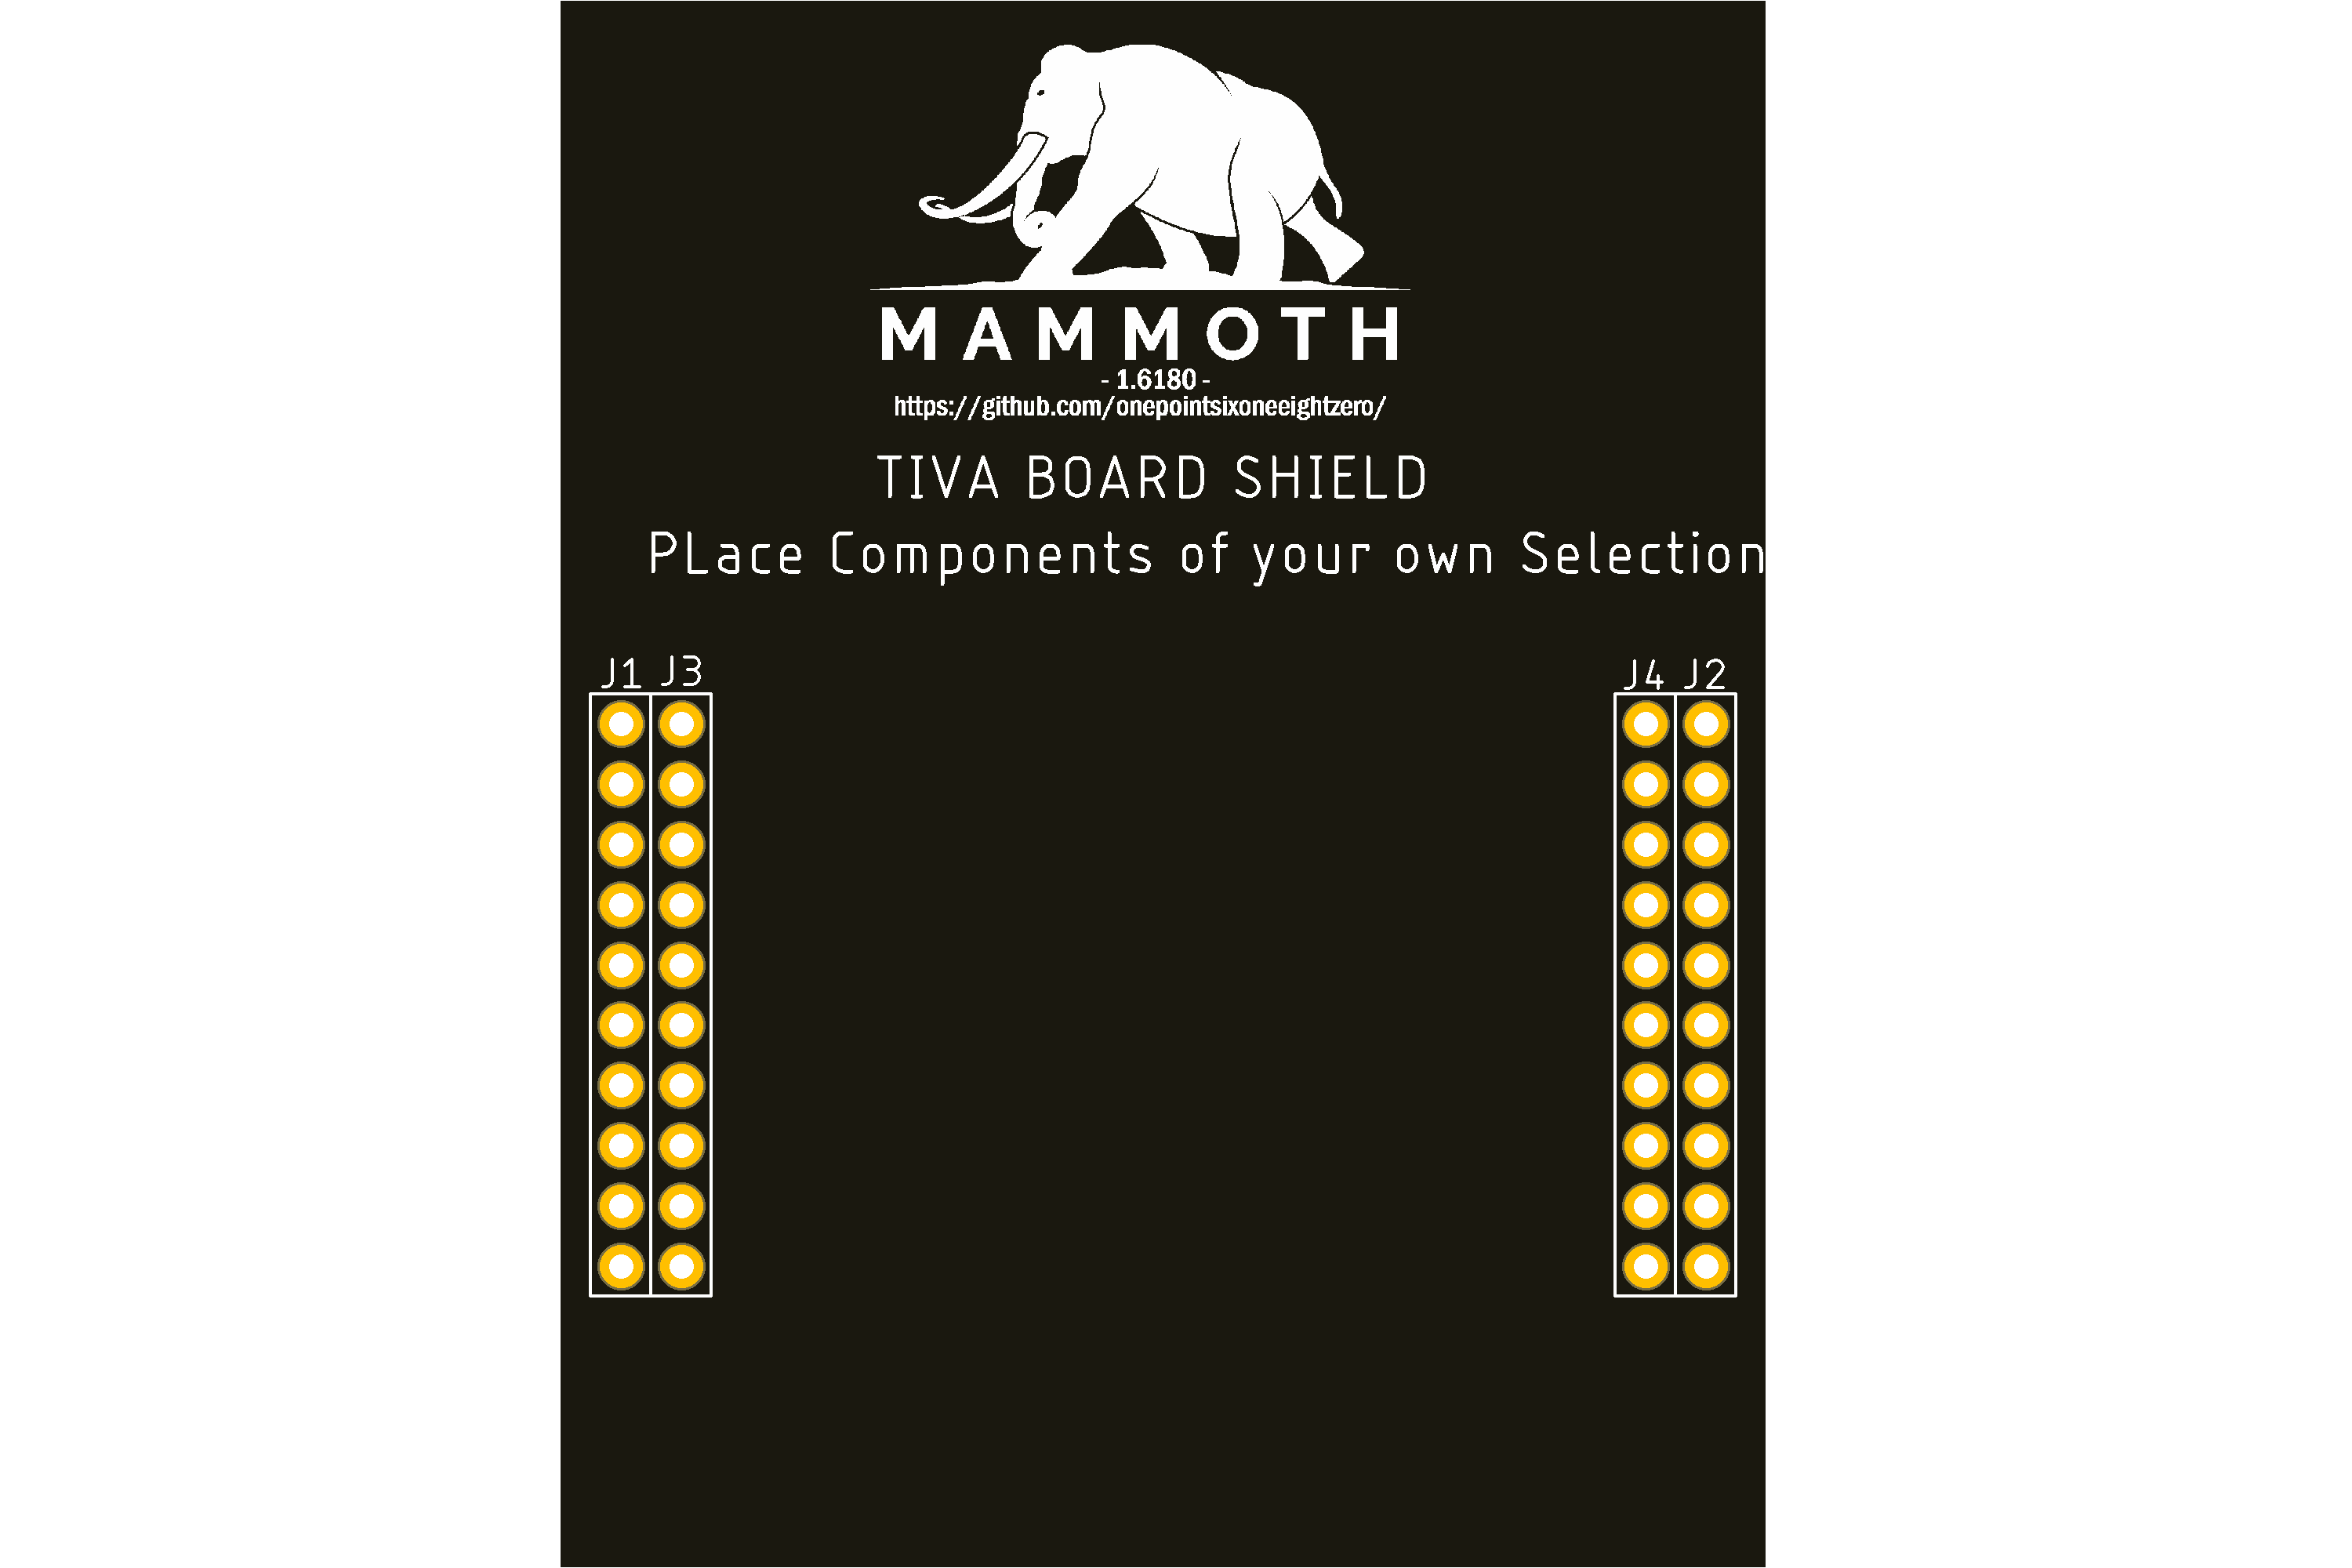 MAMMOTH
- 1.6180 -
https://github.com/onepointsixoneeightzero/
TIVA BOARD SHIELD
PLace Components of your own Selection
J1 J3 J4 J2